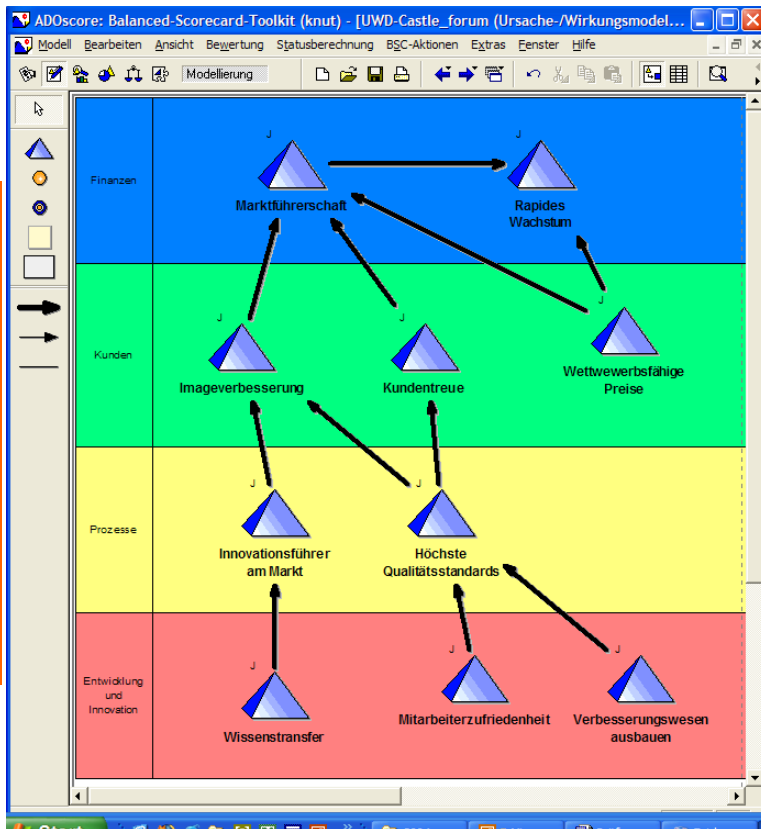 ADOscore: Balanced-Scorecard-Toolkit (knut) - [UWD-Castle_forum (Ursache-/Wirkungsmodel...
Modell Bearbeiten Ansicht Bewertung Statusberechnung BSC-Aktionen Extras Fenster Hilfe
Modellierung
Finanzen
J
J
Marktführerschaft
Rapides
Wachstum
Kunden
J
J
J
Imageverbesserung
Kundentreue
Wettwewerbsfähige
Preise
Prozesse
J
J
Innovationsführer
am Markt
Höchste
Qualitätsstandards
Entwicklung
und
Innovation
J
J
J
Wissenstransfer
Mitarbeiterzufriedenheit
Verbesserungswesen
ausbauen